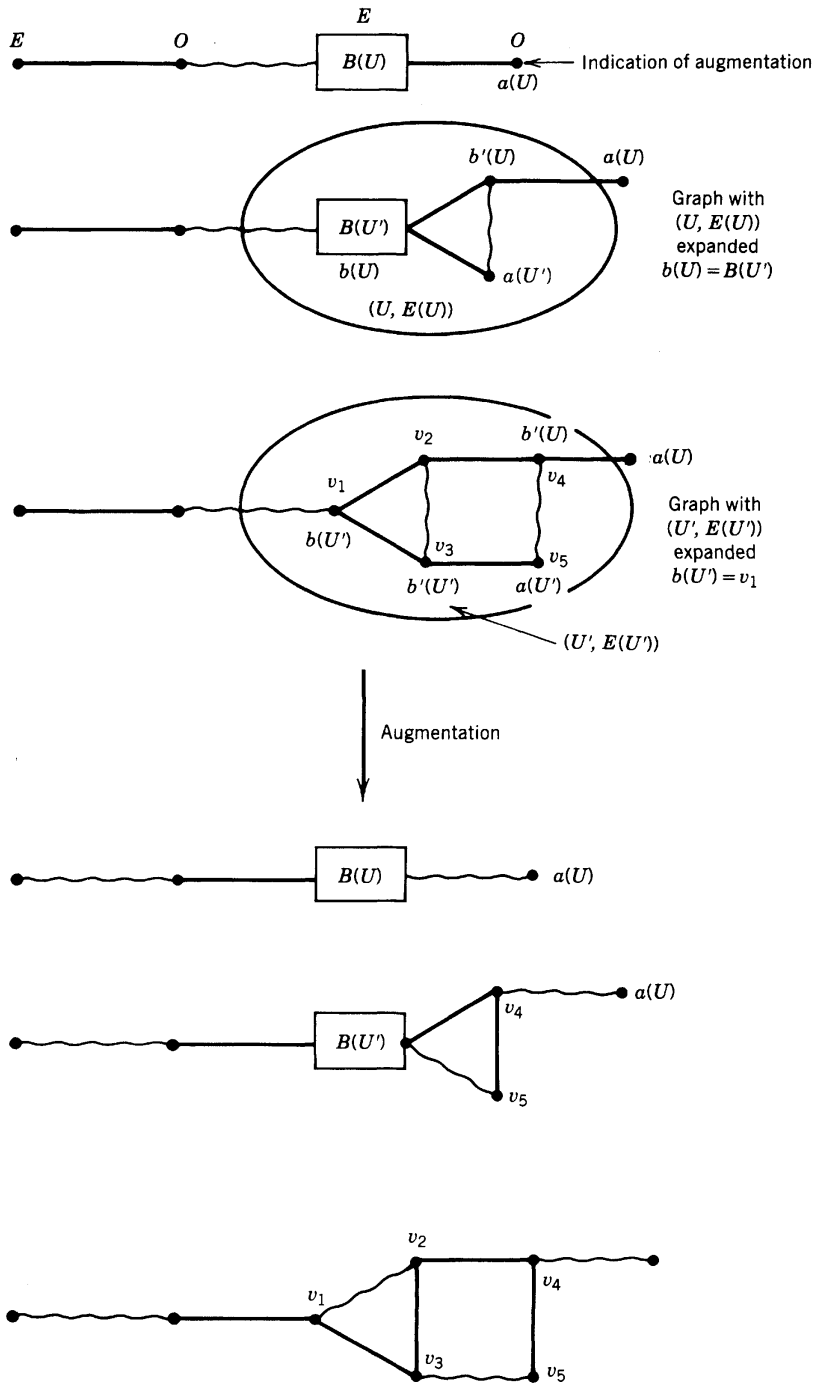 E
E O B(U) O Indication of augmentation
a(U)
b'(U) a(U)
B(U')
b(U)
a(U')
(U, E(U))
Graph with
(U, E(U))
expanded
b(U) = B(U')
v₂ b'(U) a(U)
v₁ v₄
b(U') v₃ v₅
b'(U') a(U')
(U', E(U'))
Graph with
(U', E(U'))
expanded
b(U') = v₁
Augmentation
B(U) a(U)
a(U)
v₄
B(U')
v₅
v₂
v₁ v₄
v₃ v₅